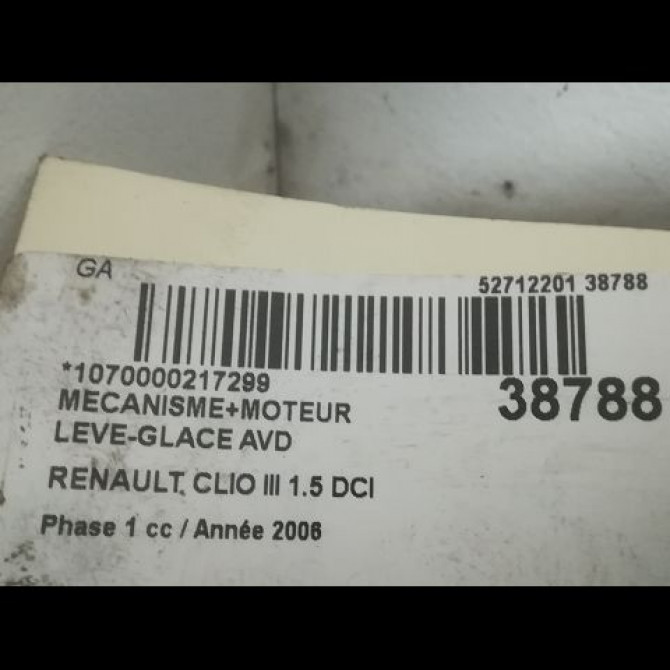 GA
52712201 38788
*1070000217299
38788
MECANISME+MOTEUR
LEVE-GLACE AVD
RENAULT, CLIO III 1.5 DCI
Phase 1 cc / Année 2006